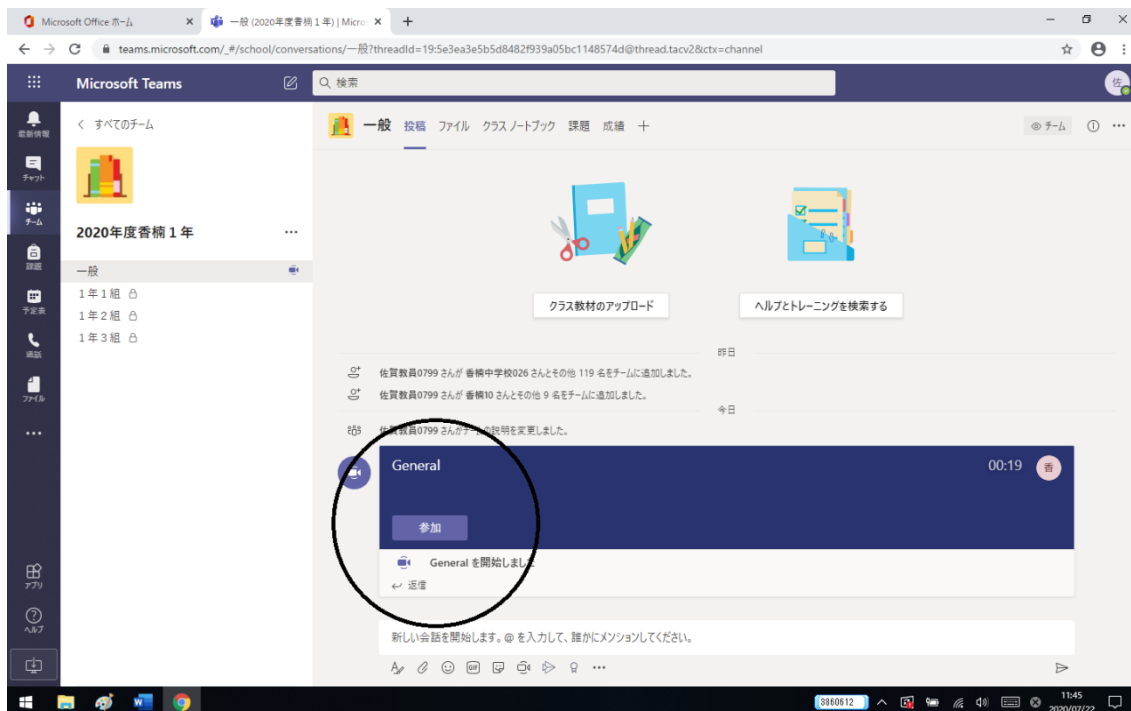 Microsoft Office ホーム
一般 (2020年度香楠１年) | Micro
teams.microsoft.com/_#/school/conversations/一般?threadId=19:5e3ea3e5b5d8482f939a05bc1148574d@thread.tacv2&ctx=channel
Microsoft Teams
検索
佐
最新情報
チャット
チーム
課題
予定表
通話
ファイル
アプリ
ヘルプ
すべてのチーム
2020年度香楠１年
一般
１年１組
１年２組
１年３組
一般 投稿 ファイル クラス ノートブック 課題 成績
チーム
クラス教材のアップロード
ヘルプとトレーニングを検索する
昨日
佐賀教員0799 さんが 香楠中学校026 さんとその他 119 名をチームに追加しました。
佐賀教員0799 さんが 香楠10 さんとその他 9 名をチームに追加しました。
今日
佐賀教員0799 さんがチームの説明を変更しました。
General
00:19
香
参加
General を開始しました
返信
新しい会話を開始します。@ を入力して、誰かにメンションしてください。
GIF
3860612
11:45
2020/07/22